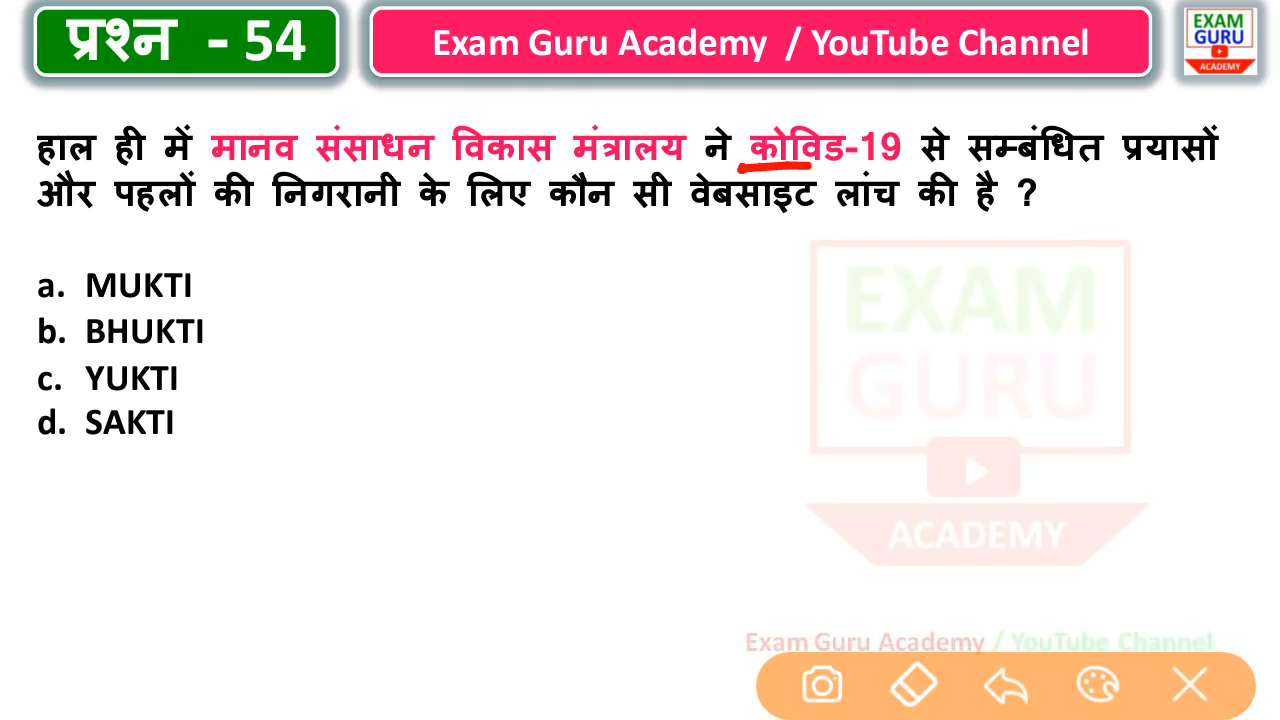 प्रश्न - 54
Exam Guru Academy / YouTube Channel
EXAM
GURU
ACADEMY
हाल ही में मानव संसाधन विकास मंत्रालय ने कोविड-19 से सम्बंधित प्रयासों
और पहलों की निगरानी के लिए कौन सी वेबसाइट लांच की है ?
a. MUKTI
b. BHUKTI
c. YUKTI
d. SAKTI
EXAM
GURU
ACADEMY
Exam Guru Academy / YouTube Channel